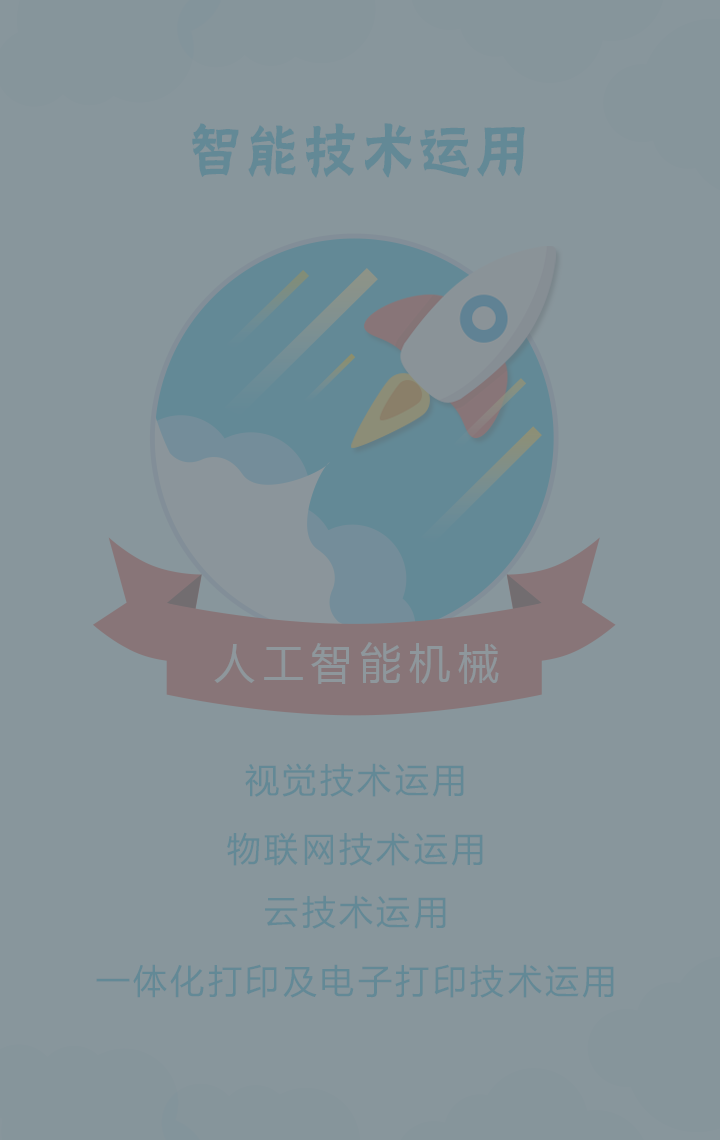 智能技术运用
人工智能机械
视觉技术运用
物联网技术运用
云技术运用
一体化打印及电子打印技术运用